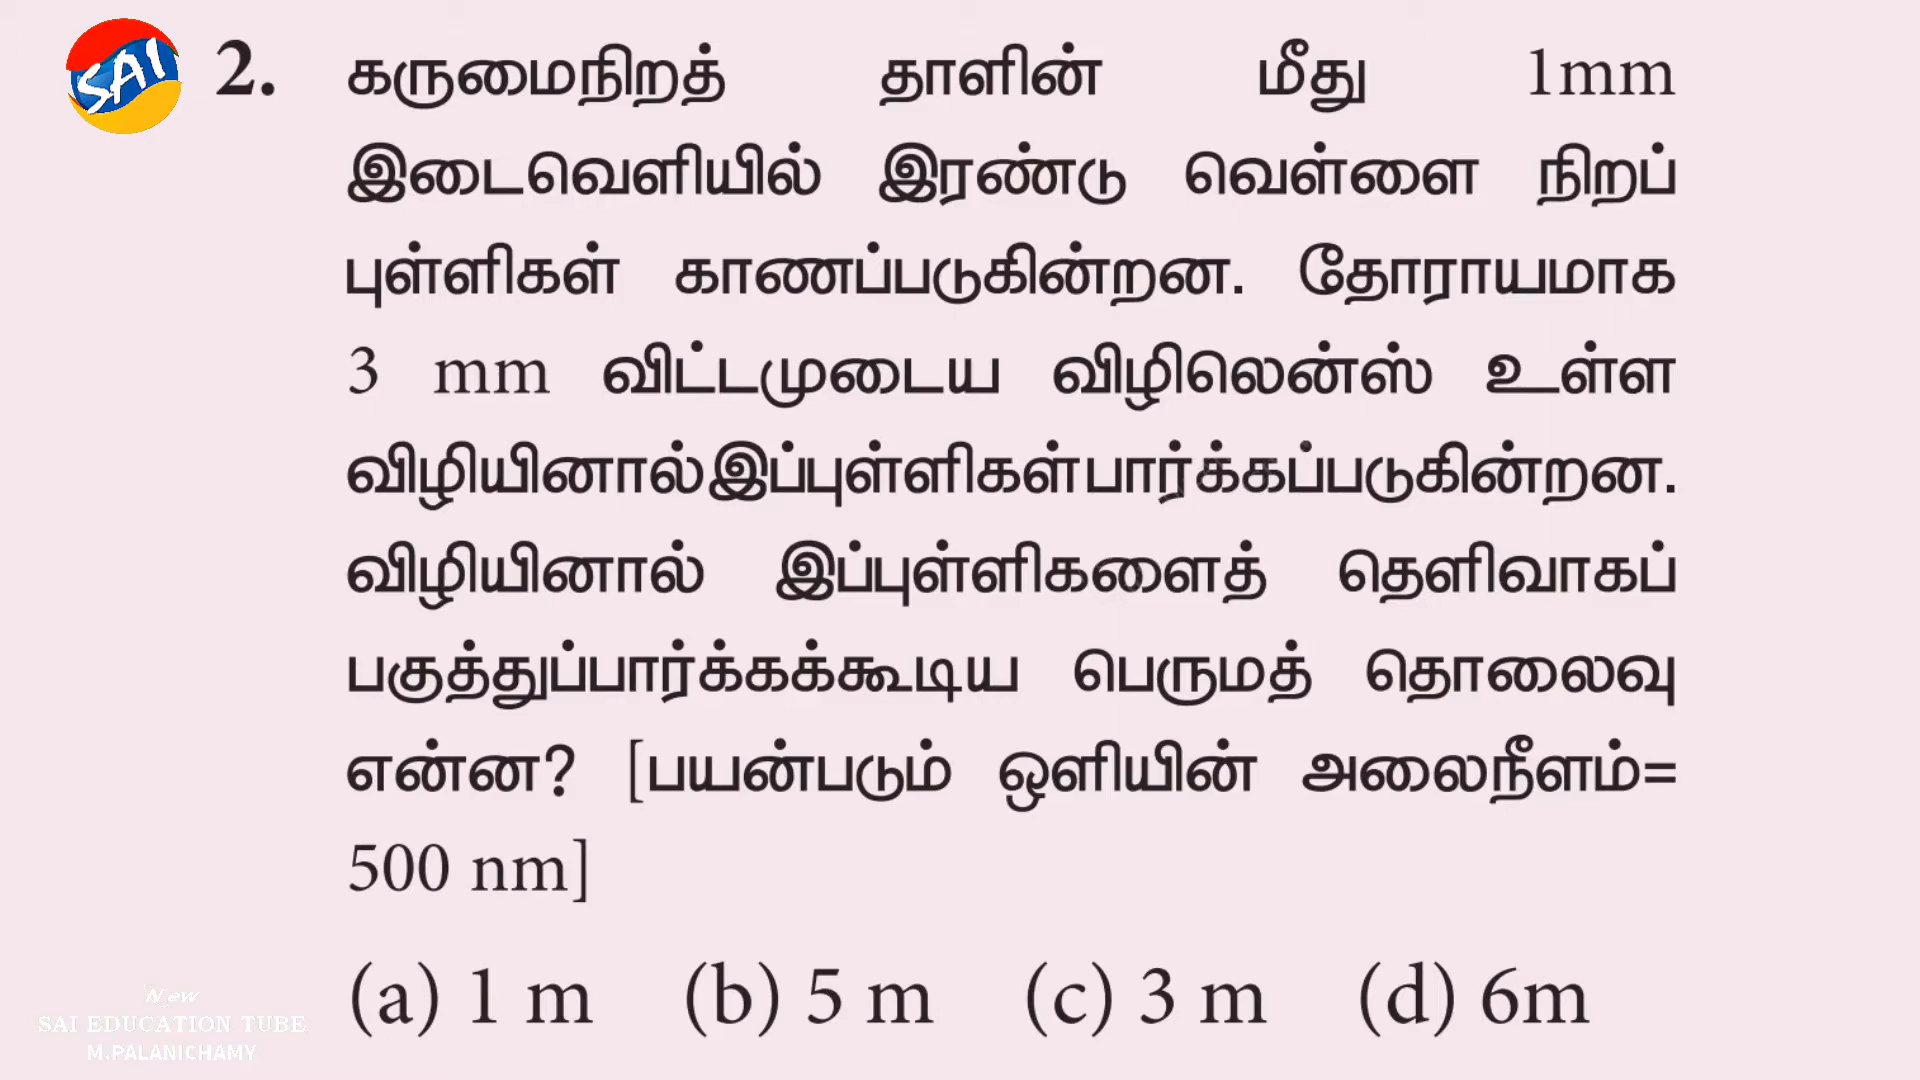 SAI
2. கருமைநிறத் தாளின் மீது 1mm
இடைவெளியில் இரண்டு வெள்ளை நிறப்
புள்ளிகள் காணப்படுகின்றன. தோராயமாக
3 mm விட்டமுடைய விழிலென்ஸ் உள்ள
விழியினால் இப்புள்ளிகள் பார்க்கப்படுகின்றன.
விழியினால் இப்புள்ளிகளைத் தெளிவாகப்
பகுத்துப்பார்க்கக்கூடிய பெருமத் தொலைவு
என்ன? [பயன்படும் ஒளியின் அலைநீளம்=
500 nm]
(a) 1 m (b) 5 m (c) 3 m (d) 6m
New
SAI EDUCATION TUBE
M.PALANICHAMY